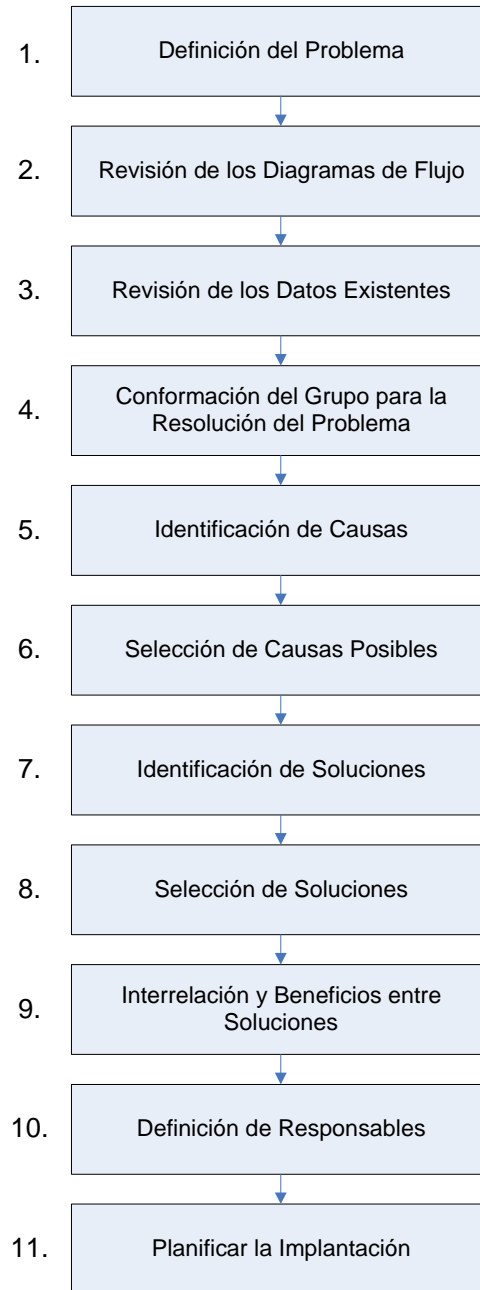 1. Definición del Problema
2. Revisión de los Diagramas de Flujo
3. Revisión de los Datos Existentes
4. Conformación del Grupo para la
Resolución del Problema
5. Identificación de Causas
6. Selección de Causas Posibles
7. Identificación de Soluciones
8. Selección de Soluciones
9. Interrelación y Beneficios entre
Soluciones
10. Definición de Responsables
11. Planificar la Implantación